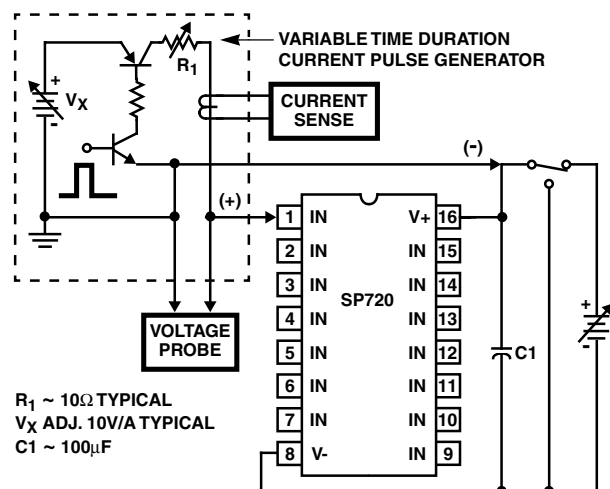 VARIABLE TIME DURATION
CURRENT PULSE GENERATOR
R1
+
VX
-
CURRENT
SENSE
(-)
(+)
1 IN V+ 16
2 IN IN 15
3 IN IN 14
SP720
4 IN IN 13
5 IN IN 12
6 IN IN 11
7 IN IN 10
8 V- IN 9
+
-
C1
VOLTAGE
PROBE
R1 ~ 10Ω TYPICAL
VX ADJ. 10V/A TYPICAL
C1 ~ 100μF